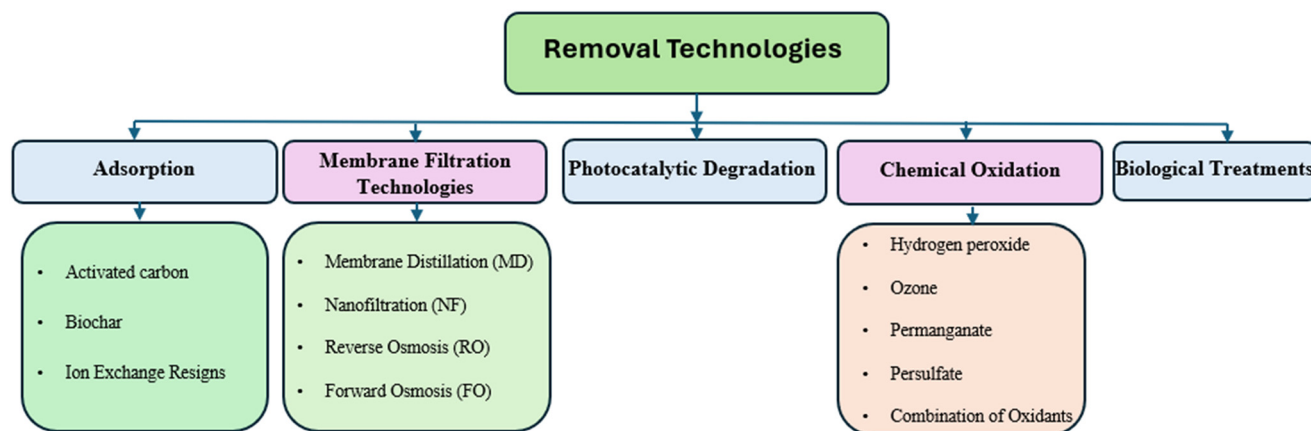 Removal Technologies
Adsorption
Membrane Filtration
Technologies
Photocatalytic Degradation
Chemical Oxidation
Biological Treatments
• Activated carbon
• Biochar
• Ion Exchange Resigns
• Membrane Distillation (MD)
• Nanofiltration (NF)
• Reverse Osmosis (RO)
• Forward Osmosis (FO)
• Hydrogen peroxide
• Ozone
• Permanganate
• Persulfate
• Combination of Oxidants